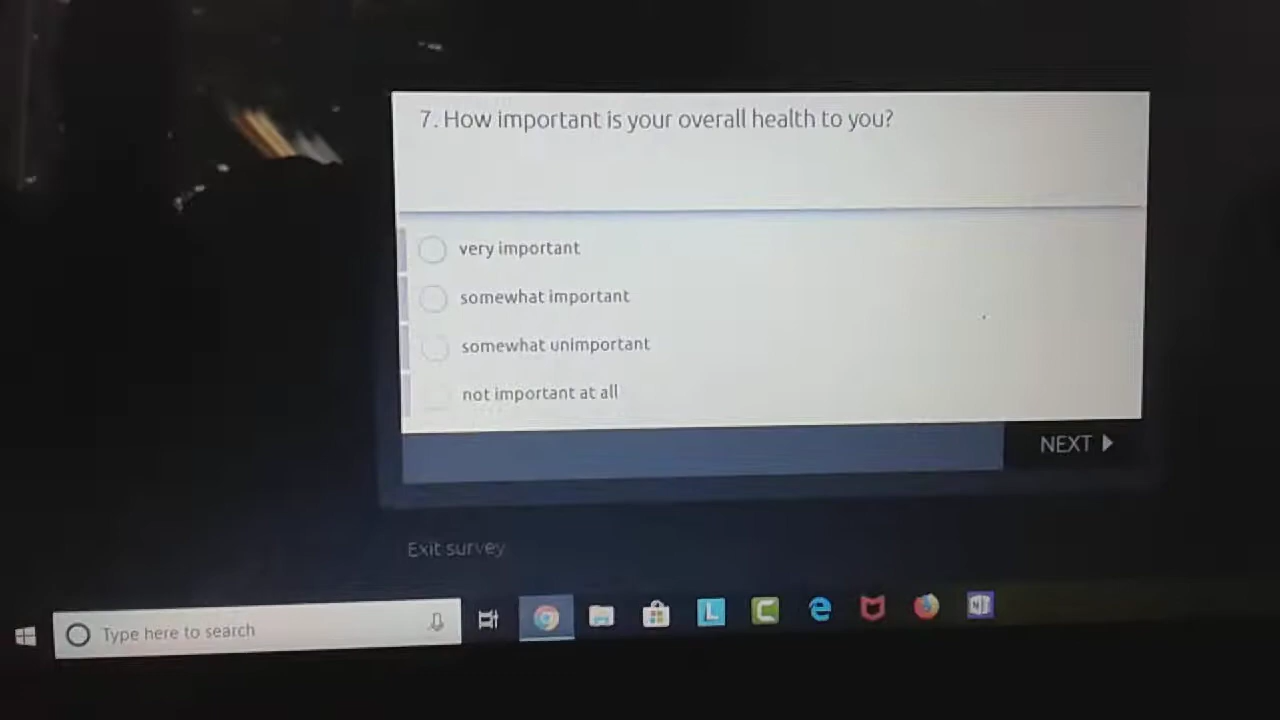 7. How important is your overall health to you?
very important
somewhat important
somewhat unimportant
not important at all
NEXT
Exit survey
Type here to search
L
C
e
N